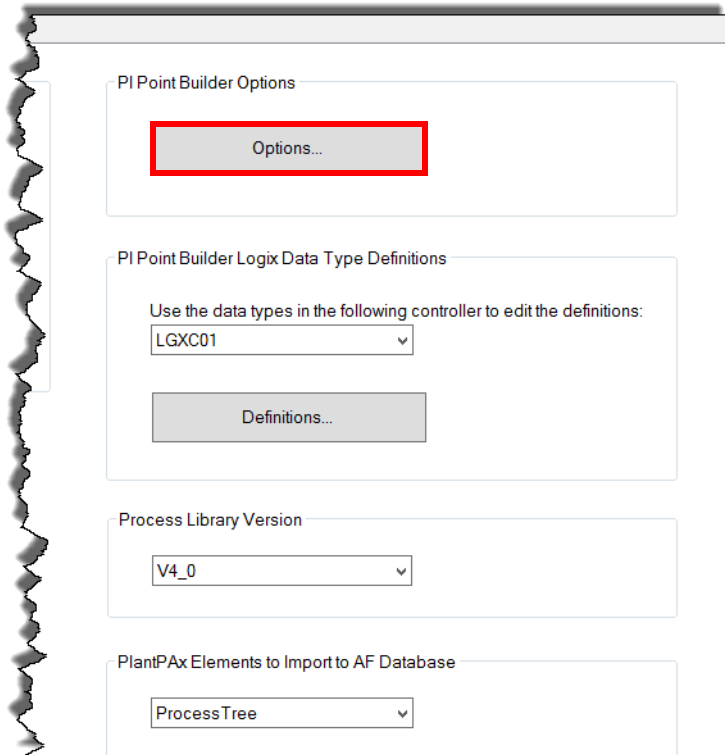 PI Point Builder Options
Options...
PI Point Builder Logix Data Type Definitions
Use the data types in the following controller to edit the definitions:
LGXC01
Definitions...
Process Library Version
V4_0
PlantPAx Elements to Import to AF Database
ProcessTree